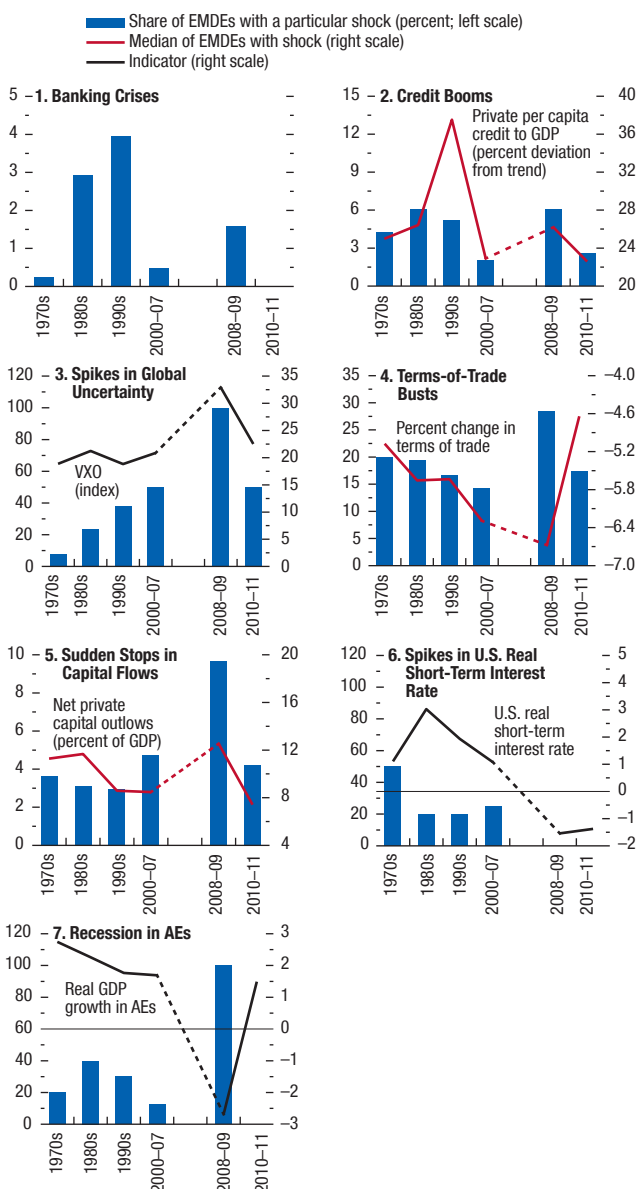 Share of EMDEs with a particular shock (percent; left scale)
Median of EMDEs with shock (right scale)
Indicator (right scale)
1. Banking Crises
5
4
3
2
1
0
1970s
1980s
1990s
2000–07
2008–09
2010–11
2. Credit Booms
Private per capita
credit to GDP
(percent deviation
from trend)
15
12
9
6
3
0
40
36
32
28
24
20
1970s
1980s
1990s
2000–07
2008–09
2010–11
3. Spikes in Global
Uncertainty
VXO
(index)
120
100
80
60
40
20
0
35
30
25
20
15
10
5
0
1970s
1980s
1990s
2000–07
2008–09
2010–11
4. Terms-of-Trade
Busts
Percent change in
terms of trade
35
30
25
20
15
10
5
0
–4.0
–4.6
–5.2
–5.8
–6.4
–7.0
1970s
1980s
1990s
2000–07
2008–09
2010–11
5. Sudden Stops in
Capital Flows
Net private
capital outlows
(percent of GDP)
10
8
6
4
2
0
20
16
12
8
4
1970s
1980s
1990s
2000–07
2008–09
2010–11
6. Spikes in U.S. Real
Short-Term Interest
Rate
U.S. real
short-term
interest rate
120
100
80
60
40
20
0
5
4
3
2
1
0
–1
–2
1970s
1980s
1990s
2000–07
2008–09
2010–11
7. Recession in AEs
Real GDP
growth in AEs
120
100
80
60
40
20
0
3
2
1
0
–1
–2
–3
1970s
1980s
1990s
2000–07
2008–09
2010–11